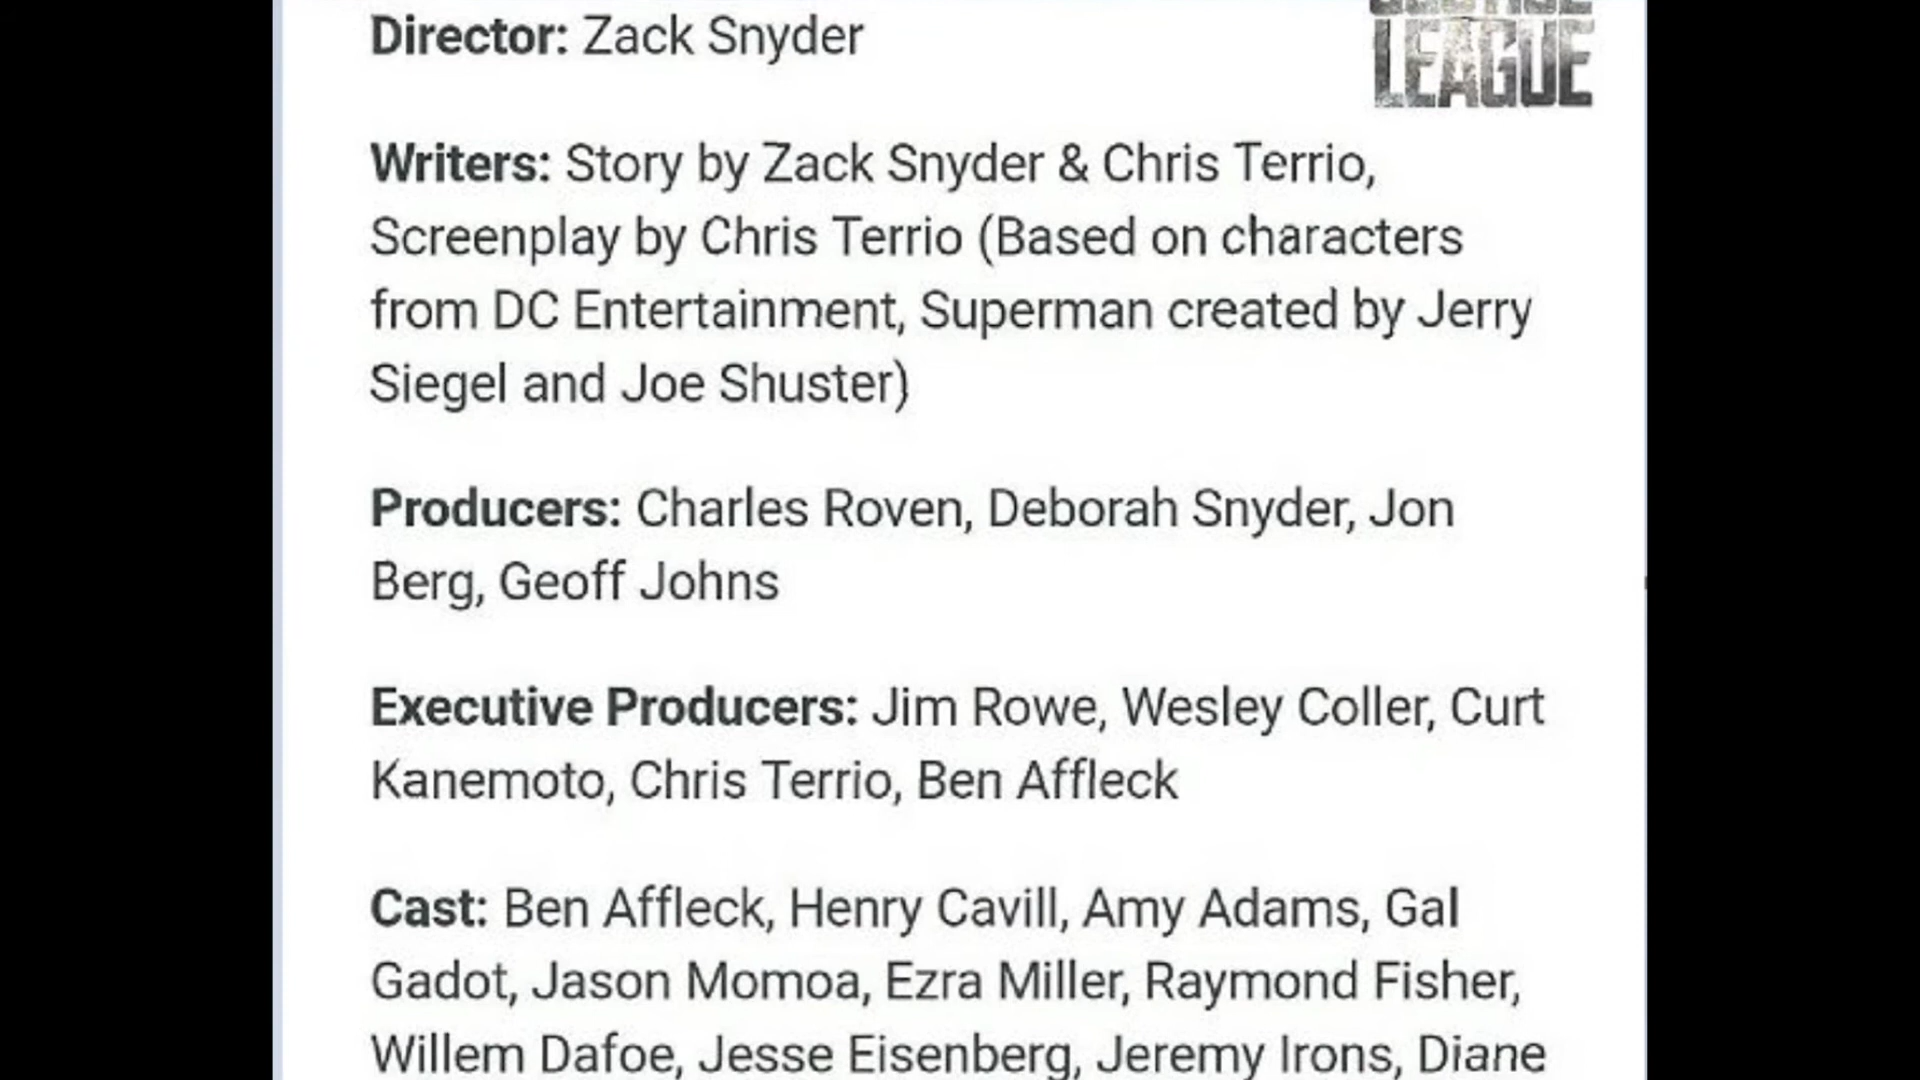 Director: Zack Snyder
LEAGUE
Writers: Story by Zack Snyder & Chris Terrio,
Screenplay by Chris Terrio (Based on characters
from DC Entertainment, Superman created by Jerry
Siegel and Joe Shuster)
Producers: Charles Roven, Deborah Snyder, Jon
Berg, Geoff Johns
Executive Producers: Jim Rowe, Wesley Coller, Curt
Kanemoto, Chris Terrio, Ben Affleck
Cast: Ben Affleck, Henry Cavill, Amy Adams, Gal
Gadot, Jason Momoa, Ezra Miller, Raymond Fisher,
Willem Dafoe, Jesse Eisenberg, Jeremy Irons, Diane